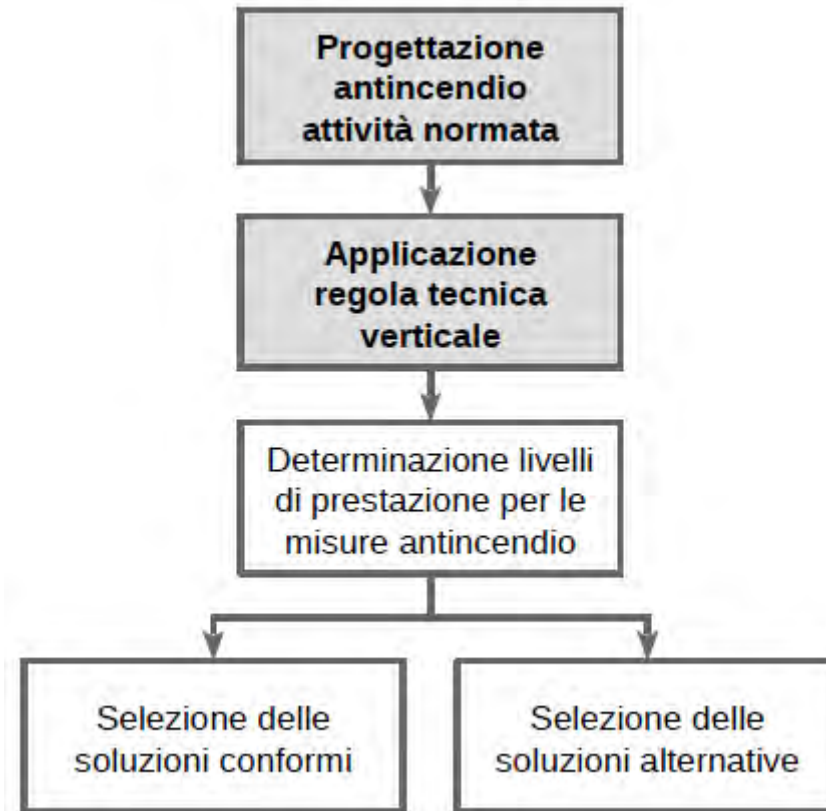 Progettazione
antincendio
attività normata
Applicazione
regola tecnica
verticale
Determinazione livelli
di prestazione per le
misure antincendio
Selezione delle
soluzioni conformi
Selezione delle
soluzioni alternative